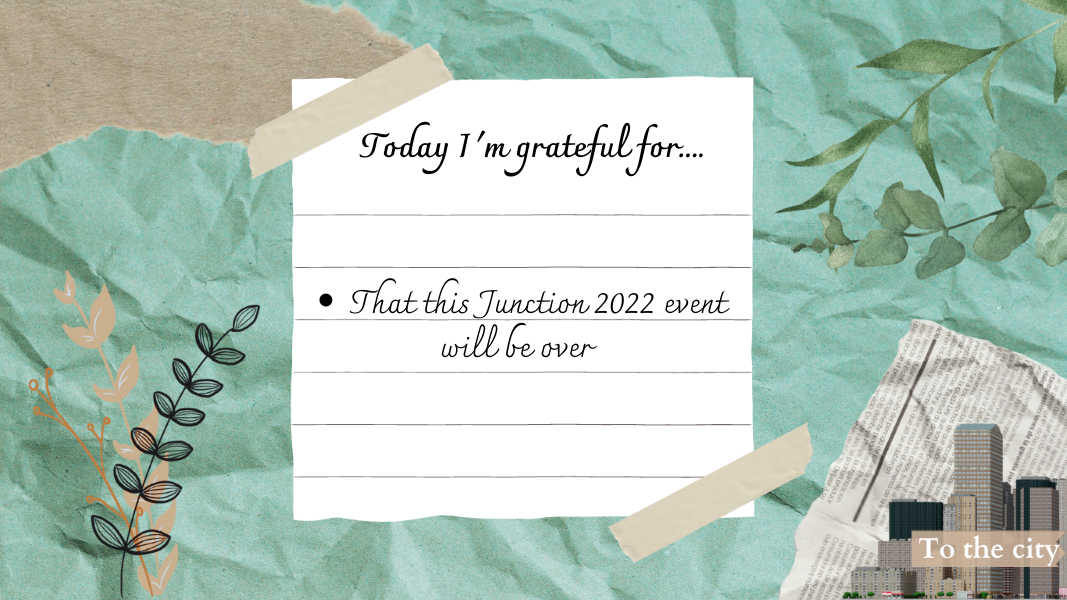 Today I'm grateful for....
• That this Junction 2022 event
will be over
To the city